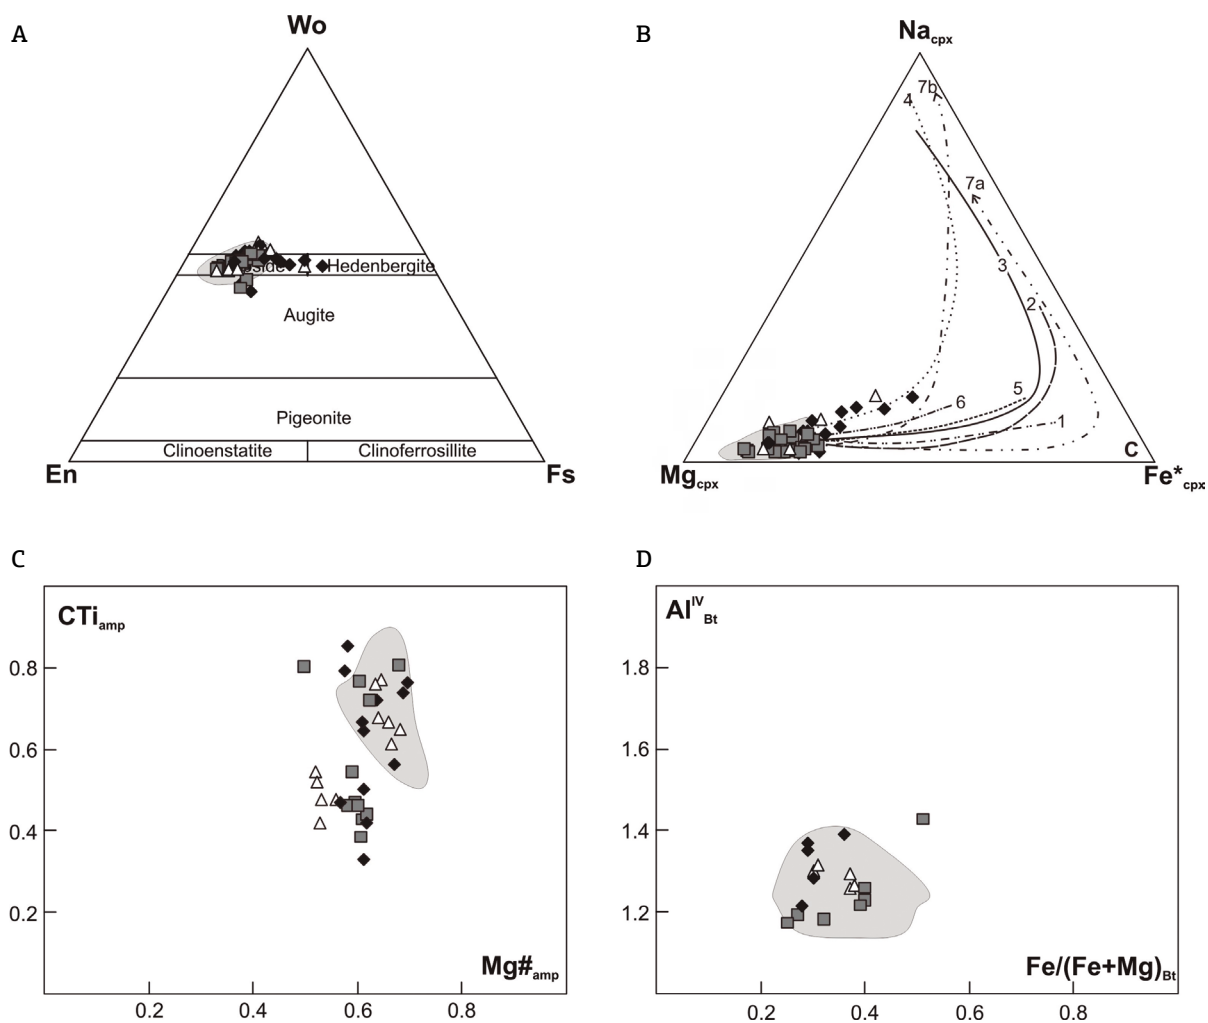 A
Wo
Hedenbergite
Augite
Pigeonite
Clinoenstatite
Clinoferrosillite
En
Fs
B
Nacpx
7b
4
7a
3
2
5
6
1
C
Mgcpx
Fe*cpx
C
CTiamp
0.8
0.6
0.4
0.2
Mg#amp
0.2 0.4 0.6 0.8
D
AlIVBt
1.8
1.6
1.4
1.2
Fe/(Fe+Mg)Bt
0.2 0.4 0.6 0.8